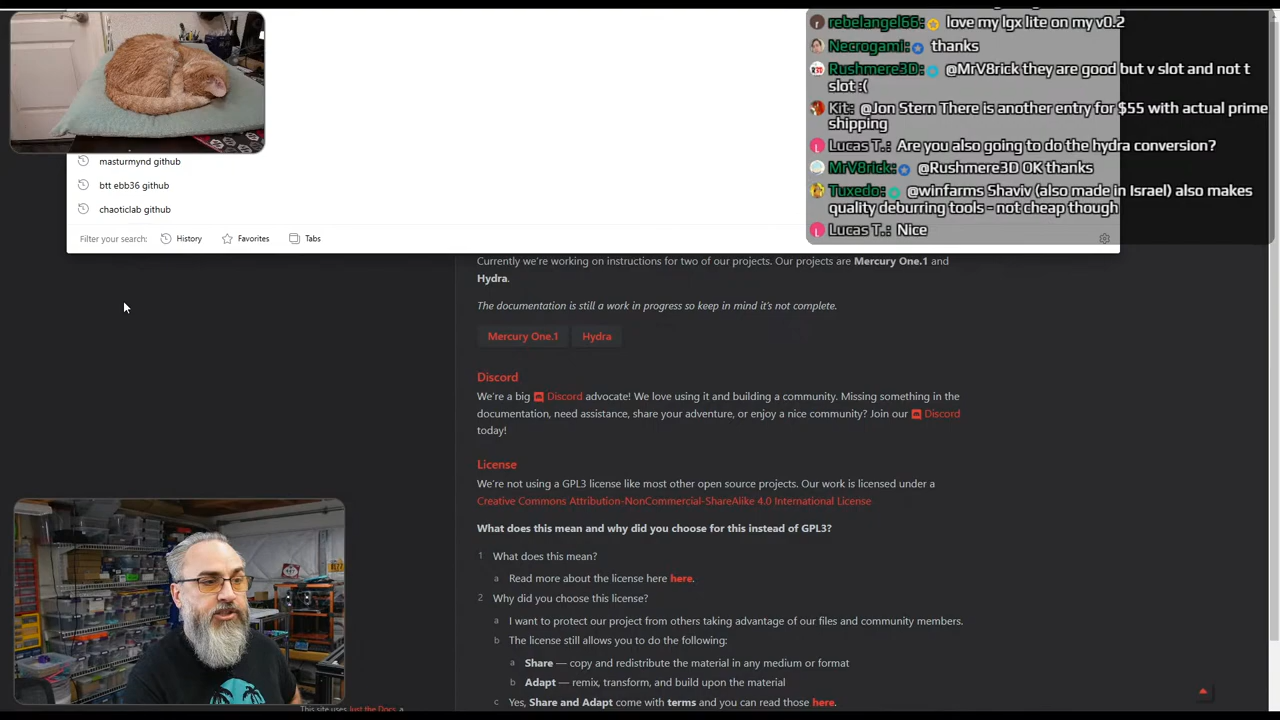 rebelangel66: love my lgx lite on my v0.2
Necrogami: thanks
Rushmere3D: @MrV8rick they are good but v slot and not t
slot :(
Kit: @Jon Stern There is another entry for $55 with actual prime
shipping
Lucas T.: Are you also going to do the hydra conversion?
MrV8rick: @Rushmere3D OK thanks
Tuxedo: @winfarms Shaviv (also made in Israel) also makes
quality deburring tools - not cheap though
Lucas T.: Nice
masturmynd github
btt ebb36 github
chaoticlab github
Filter your search: History Favorites Tabs
Currently we're working on instructions for two of our projects. Our projects are Mercury One.1 and
Hydra.
The documentation is still a work in progress so keep in mind it's not complete.
Mercury One.1 Hydra
Discord
We're a big Discord advocate! We love using it and building a community. Missing something in the
documentation, need assistance, share your adventure, or enjoy a nice community? Join our Discord
today!
License
We're not using a GPL3 license like most other open source projects. Our work is licensed under a
Creative Commons Attribution-NonCommercial-ShareAlike 4.0 International License
What does this mean and why did you choose for this instead of GPL3?
1 What does this mean?
a Read more about the license here here.
2 Why did you choose this license?
a I want to protect our project from others taking advantage of our files and community members.
b The license still allows you to do the following:
a Share — copy and redistribute the material in any medium or format
b Adapt — remix, transform, and build upon the material
c Yes, Share and Adapt come with terms and you can read those here.
This site uses Just the Docs, a